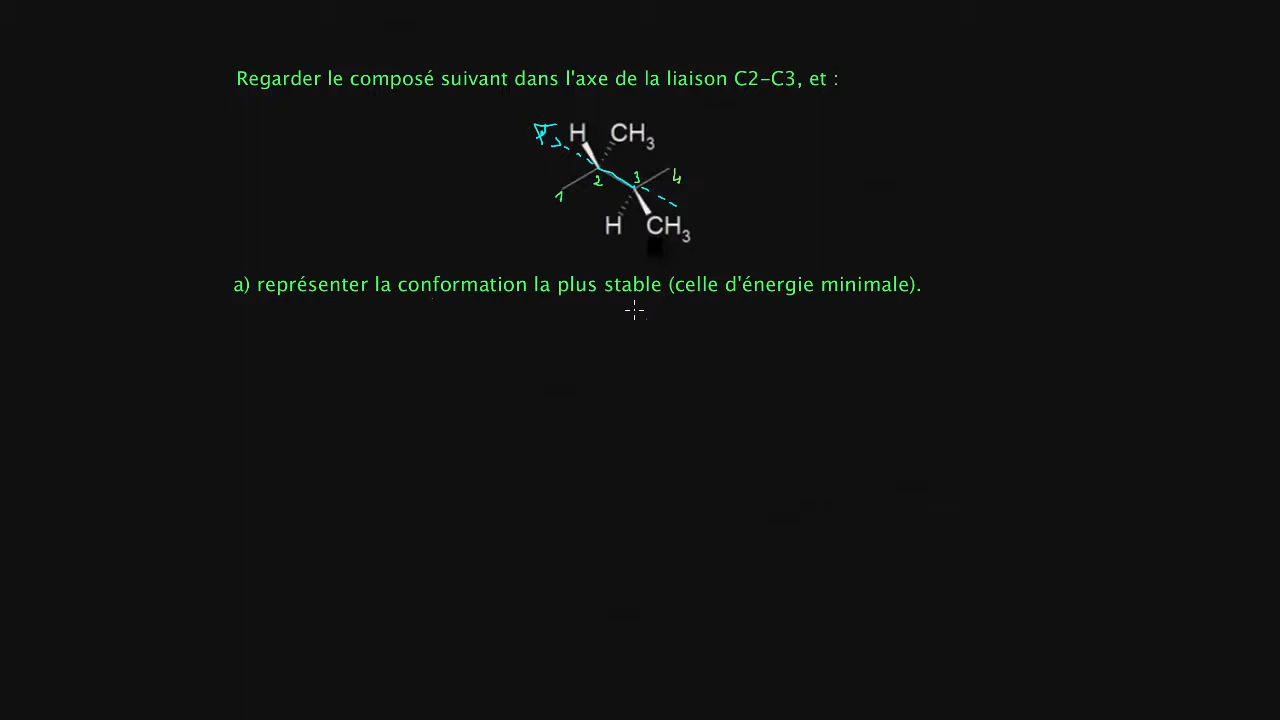 Regarder le composé suivant dans l'axe de la liaison C2-C3, et :
H CH3
3 4
2
1
H CH3
a) représenter la conformation la plus stable (celle d'énergie minimale).